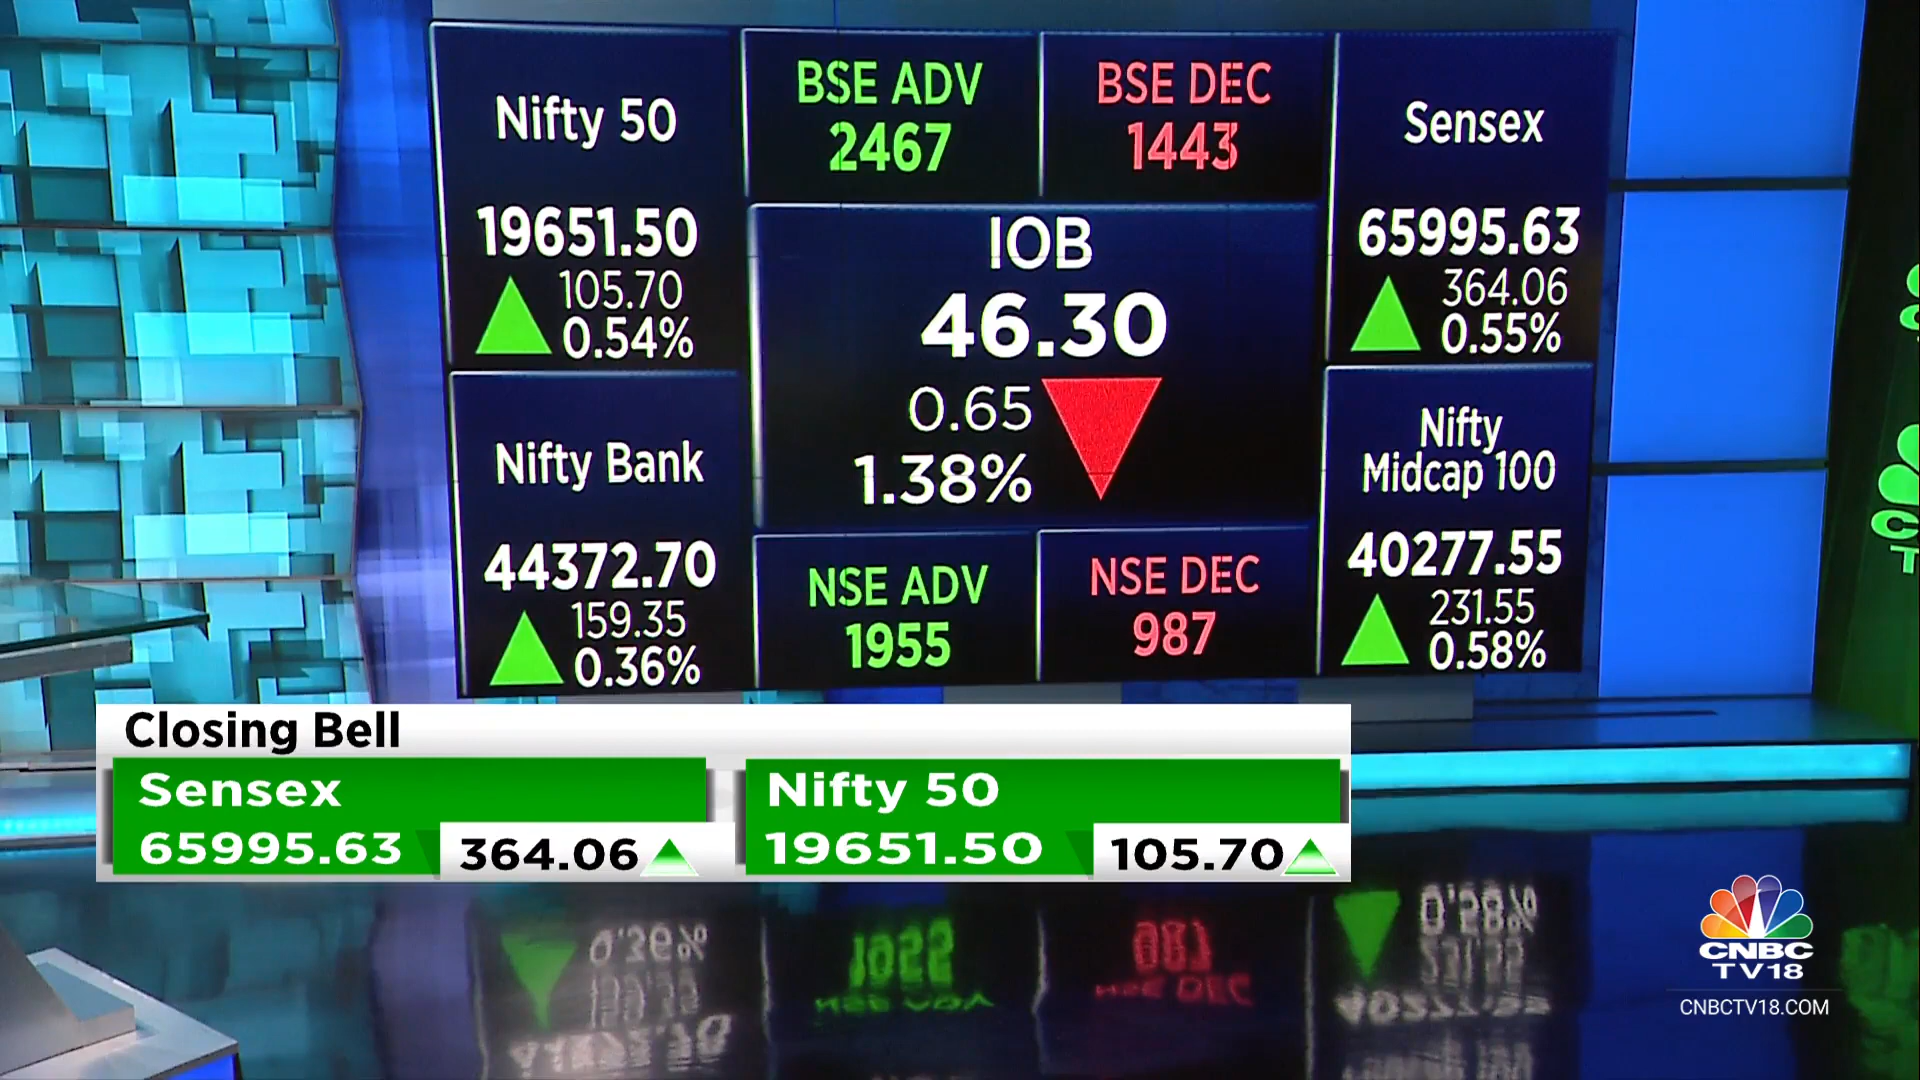 Nifty 50
19651.50
105.70
0.54%
BSE ADV
2467
BSE DEC
1443
Sensex
65995.63
364.06
0.55%
IOB
46.30
0.65
1.38%
Nifty Bank
44372.70
159.35
0.36%
NSE ADV
1955
NSE DEC
987
Nifty
Midcap 100
40277.55
231.55
0.58%
Closing Bell
Sensex
65995.63
364.06
Nifty 50
19651.50
105.70
CNBC
TV18
CNBCTV18.COM